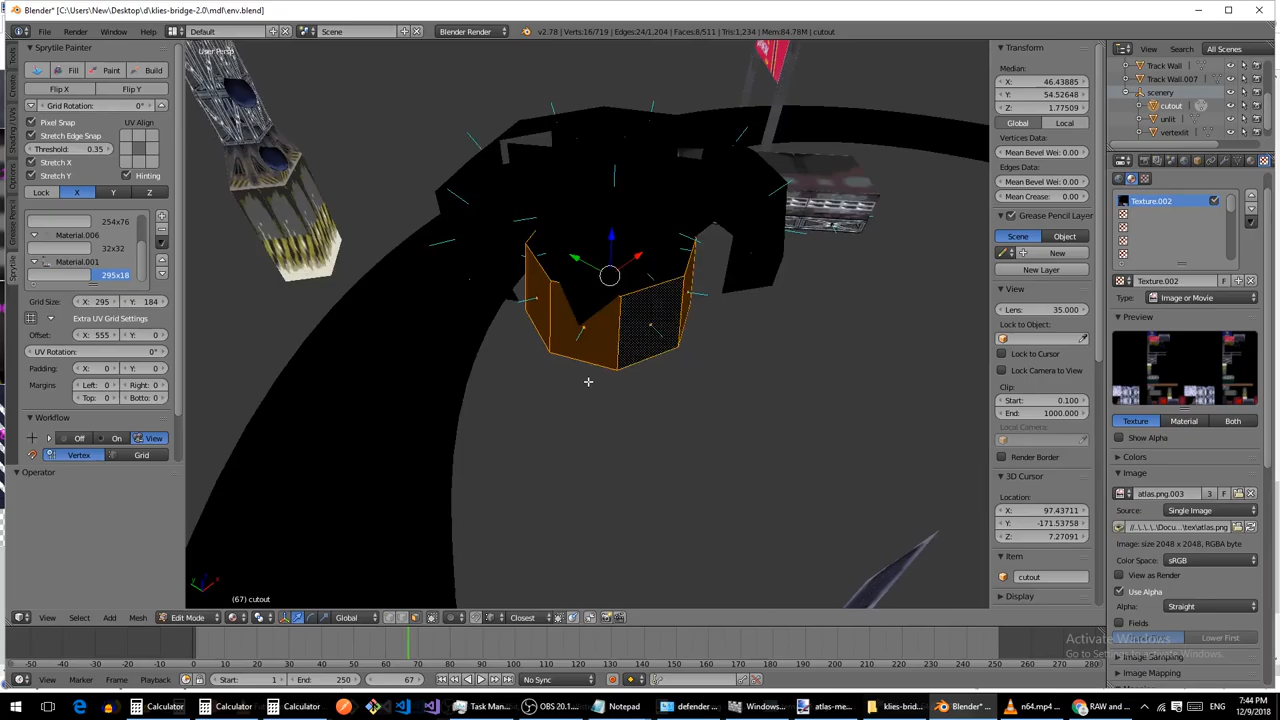 Blender* [C:\Users\New\Desktop\d\klies-bridge-2.0\mdl\env.blend]
File Render Window Help Default Scene Blender Render v2.78 | Verts:16/719 | Edges:24/1,204 | Faces:8/511 | Tris:1,234 | Mem:84.78M | cutout
Sprytile Painter
Fill Paint Build
Flip X Flip Y
Grid Rotation: 0°
Pixel Snap UV Align
Stretch Edge Snap
Threshold: 0.35
Stretch X
Stretch Y Hinting
Lock X Y Z
254x76
Material.006
32x32
Material.001
295x18
Grid Size: X: 295 Y: 184
Extra UV Grid Settings
Offset: X: 555 Y: 0
UV Rotation: 0°
Padding: X: 0 Y: 0
Margins Left: 0 Right: 0
Top: 0 Botto: 0
Workflow
Off On View
Vertex Grid
Operator
Tools
Create
Shading / UV
Options
Grease Pencil
Sprytile
User Persp
(67) cutout
View Select Add Mesh Edit Mode Global Closest
Transform
Median:
X: 46.43885
Y: 54.52648
Z: 1.77509
Global Local
Vertices Data:
Mean Bevel Wei: 0.00
Edges Data:
Mean Bevel Wei: 0.00
Mean Crease: 0.00
Grease Pencil Layer
Scene Object
New
New Layer
View
Lens: 35.000
Lock to Object:
Lock to Cursor
Lock Camera to View
Clip:
Start: 0.100
End: 1000.000
Local Camera:
Render Border
3D Cursor
Location:
X: 97.43711
Y: -171.53758
Z: 7.27091
Item
cutout
Display
View Search All Scenes
Track Wall
Track Wall.007
scenery
cutout
unlit
vertexlit
Texture.002
Texture.002 F
Type: Image or Movie
Preview
Texture Material Both
Show Alpha
Colors
Image
atlas.png.003 3 F
Source: Single Image
//..\..\..\..\Docu...\tex\atlas.png
Image: size 2048 x 2048, RGBA byte
Color Space: sRGB
View as Render
Use Alpha
Alpha: Straight
Fields
Lower First
Image Sampling
Image Mapping
Activate Windows
Go to Settings to activate Windows.
-50 -40 -30 -20 -10 0 10 20 30 40 50 60 70 80 90 100 110 120 130 140 150 160 170 180 190 200 210 220 230 240 250 260 270 280
View Marker Frame Playback Start: 1 End: 250 67 No Sync
Calculator Calculator Calculator Task Man... OBS 20.1... Notepad defender ... Windows... atlas-me... klies-brid... Blender* ... n64.mp4 ... RAW and ... 7:44 PM
12/9/2018